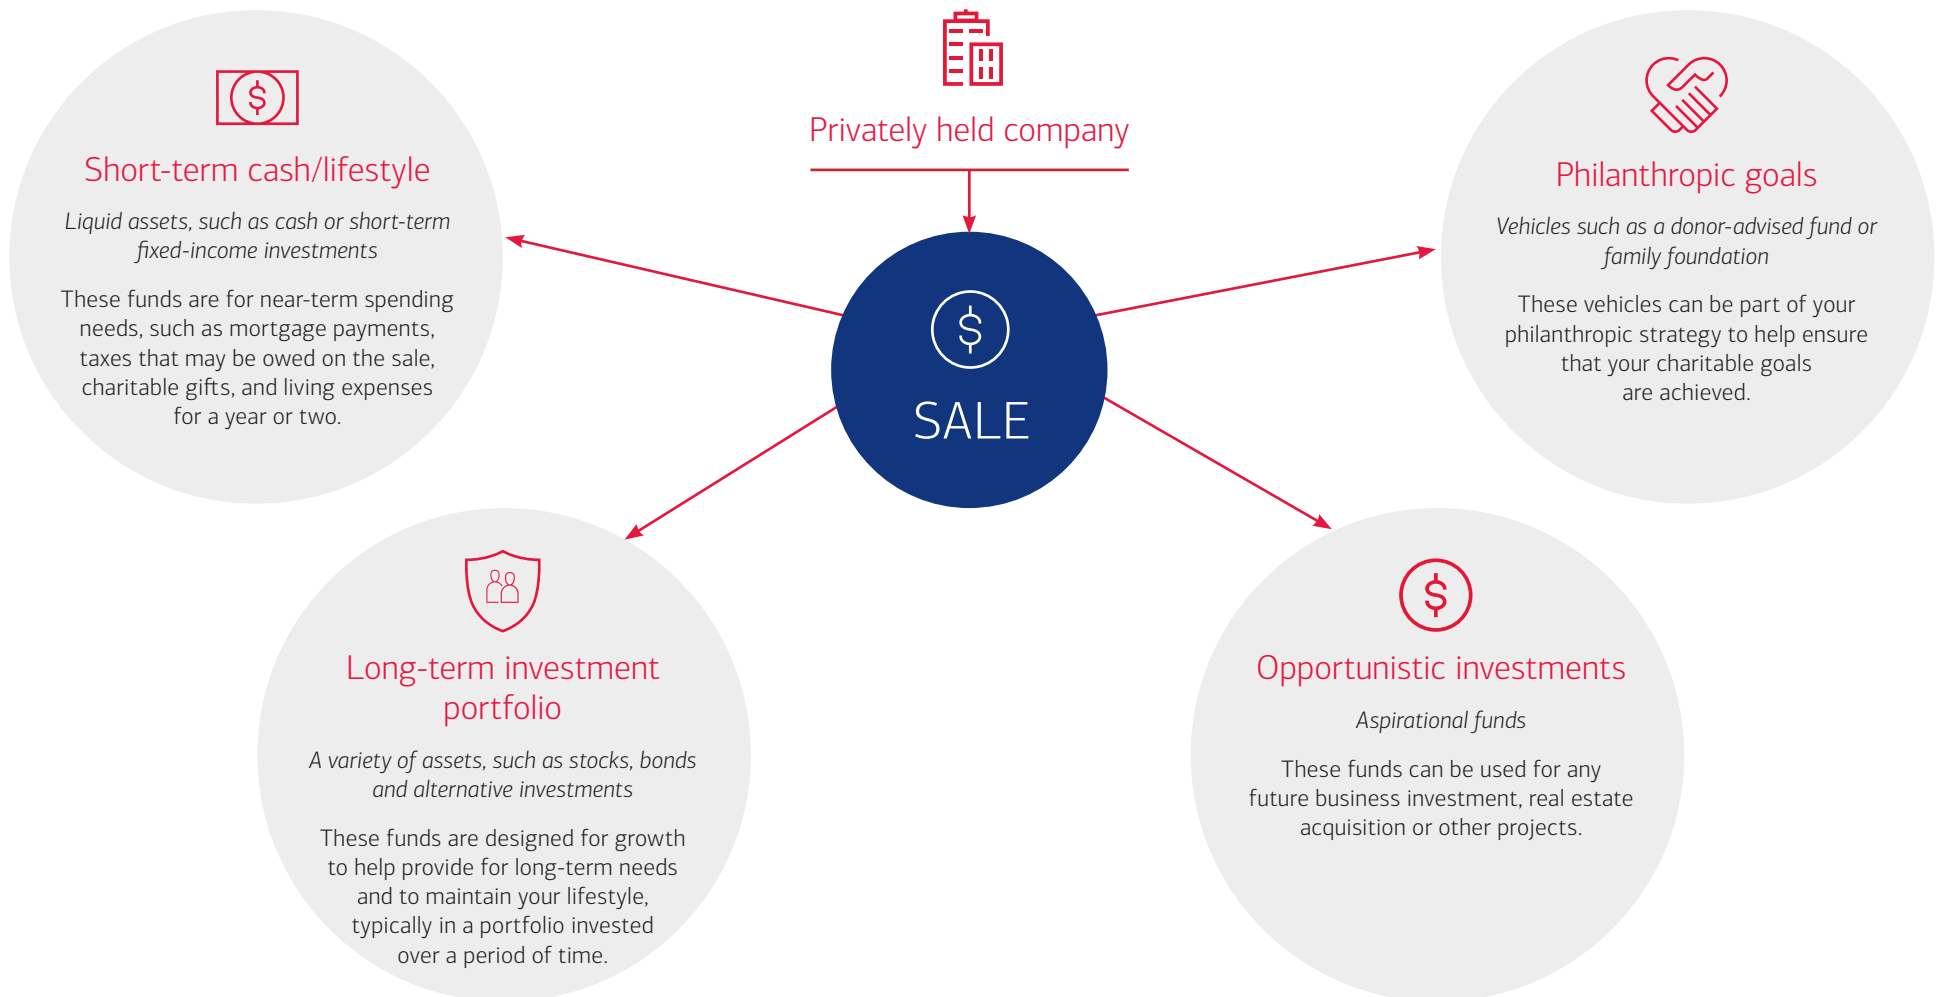 Privately held company
$
SALE
$
Short-term cash/lifestyle
Liquid assets, such as cash or short-term
fixed-income investments
These funds are for near-term spending
needs, such as mortgage payments,
taxes that may be owed on the sale,
charitable gifts, and living expenses
for a year or two.
Philanthropic goals
Vehicles such as a donor-advised fund or
family foundation
These vehicles can be part of your
philanthropic strategy to help ensure
that your charitable goals
are achieved.
Long-term investment
portfolio
A variety of assets, such as stocks, bonds
and alternative investments
These funds are designed for growth
to help provide for long-term needs
and to maintain your lifestyle,
typically in a portfolio invested
over a period of time.
$
Opportunistic investments
Aspirational funds
These funds can be used for any
future business investment, real estate
acquisition or other projects.